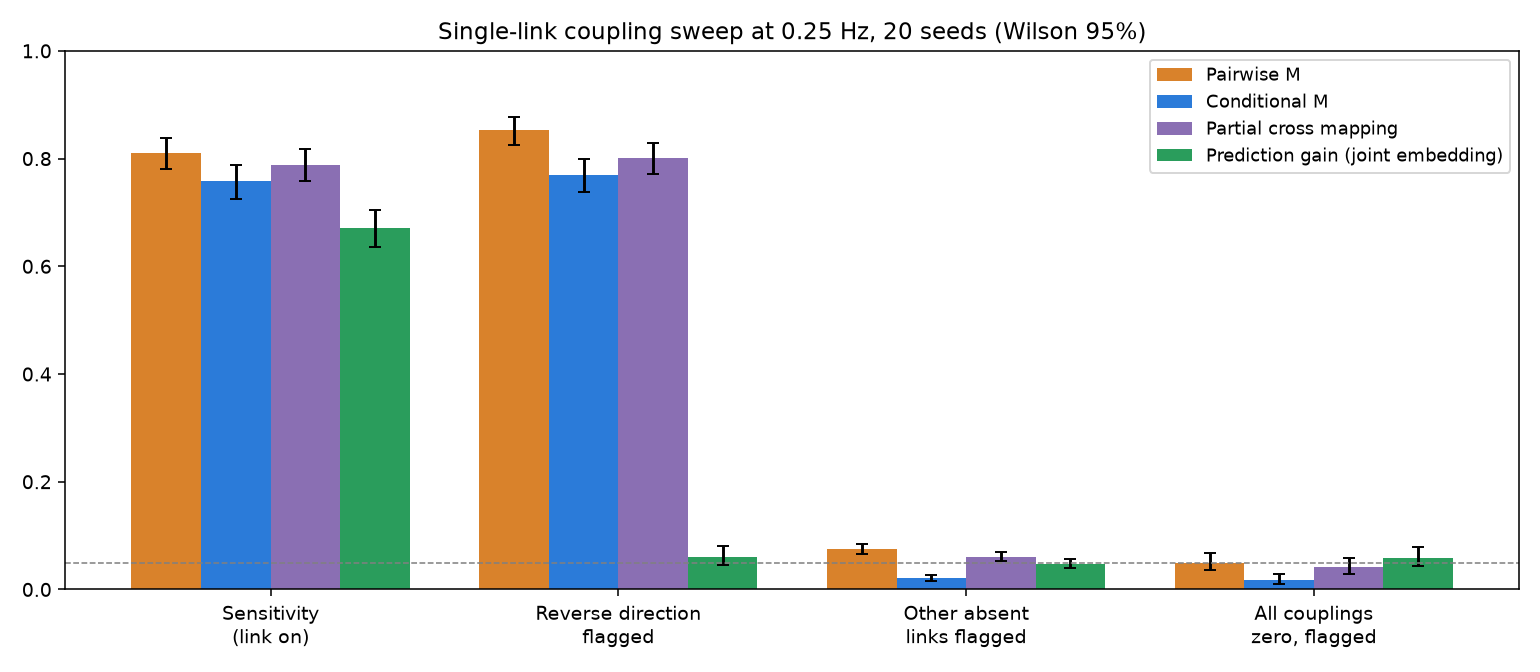 Single-link coupling sweep at 0.25 Hz, 20 seeds (Wilson 95%)
1.0
0.8
0.6
0.4
0.2
0.0
Pairwise M
Conditional M
Partial cross mapping
Prediction gain (joint embedding)
Sensitivity
(link on)
Reverse direction
flagged
Other absent
links flagged
All couplings
zero, flagged